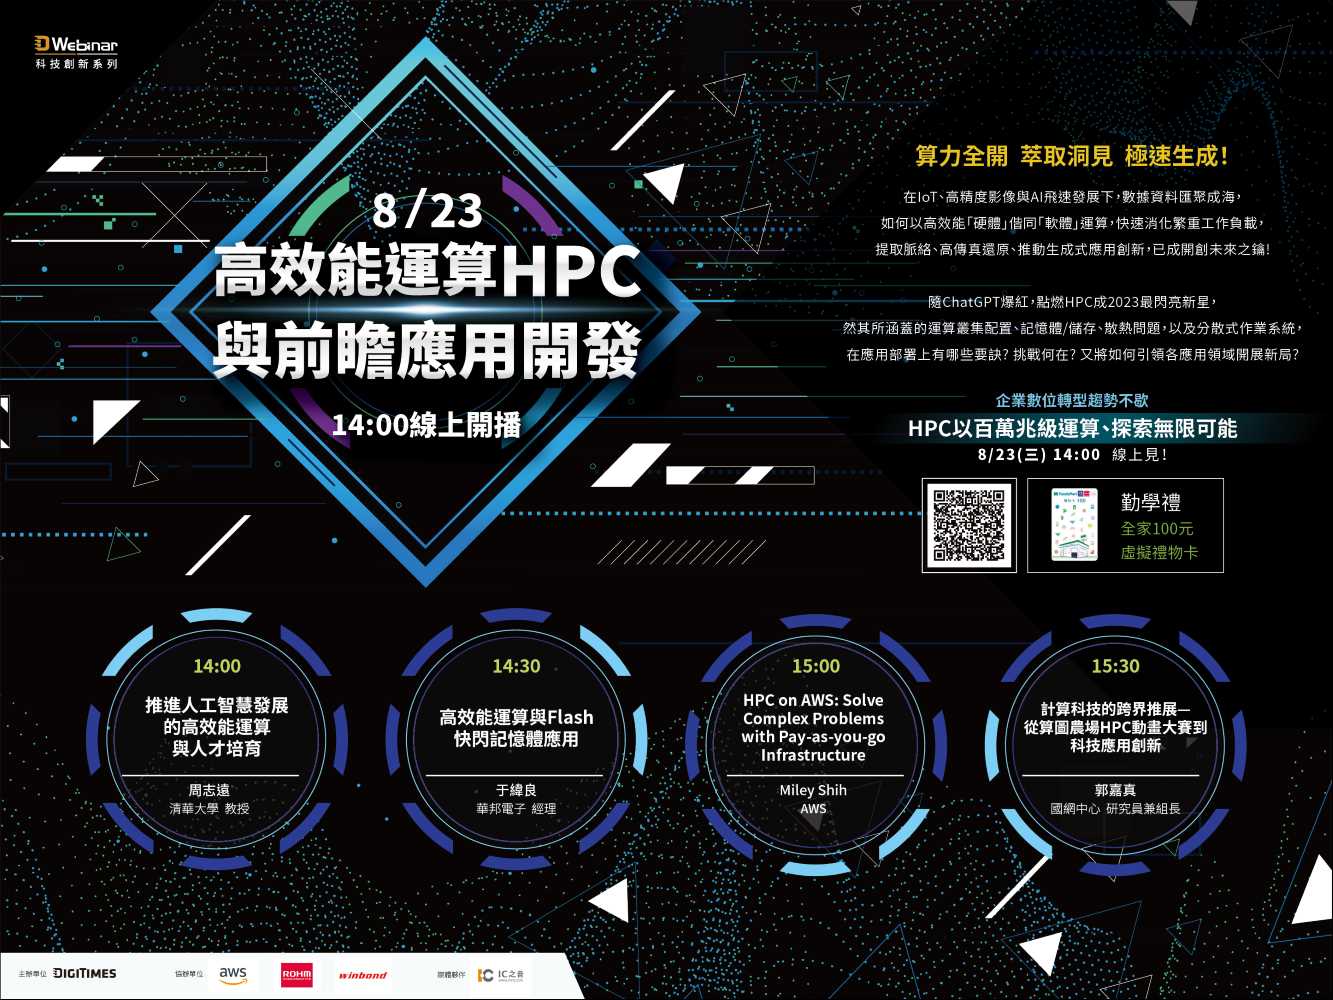 D Webinar
科技創新系列
8/23
高效能運算HPC
與前瞻應用開發
14:00線上開播
算力全開 萃取洞見 極速生成!
在IoT、高精度影像與AI飛速發展下,數據資料匯聚成海,
如何以高效能「硬體」偕同「軟體」運算,快速消化繁重工作負載,
提取脈絡、高傳真還原、推動生成式應用創新,已成開創未來之鑰!
隨ChatGPT爆紅,點燃HPC成2023最閃亮新星,
然其所涵蓋的運算叢集配置、記憶體/儲存、散熱問題,以及分散式作業系統,
在應用部署上有哪些要訣? 挑戰何在? 又將如何引領各應用領域開展新局?
企業數位轉型趨勢不歇
HPC以百萬兆級運算、探索無限可能
8/23(三) 14:00 線上見!
FamilyMart
勤學禮
全家100元
虛擬禮物卡
14:00
推進人工智慧發展
的高效能運算
與人才培育
周志遠
清華大學 教授
14:30
高效能運算與Flash
快閃記憶體應用
于緯良
華邦電子 經理
15:00
HPC on AWS: Solve
Complex Problems
with Pay-as-you-go
Infrastructure
Miley Shih
AWS
15:30
計算科技的跨界推展—
從算圖農場HPC動畫大賽到
科技應用創新
郭嘉真
國網中心 研究員兼組長
主辦單位 DIGITIMES
協辦單位 aws ROHM winbond
媒體夥伴 IC之音